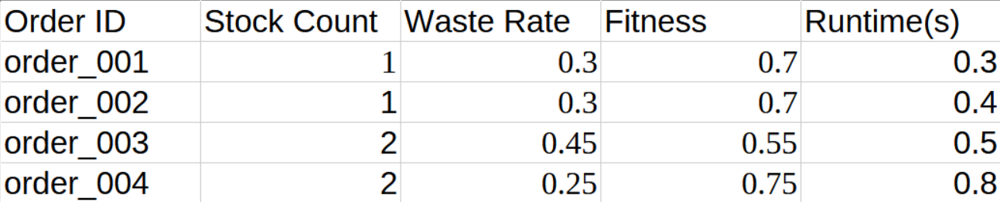 Order ID Stock Count Waste Rate Fitness Runtime(s)
order_001 1 0.3 0.7 0.3
order_002 1 0.3 0.7 0.4
order_003 2 0.45 0.55 0.5
order_004 2 0.25 0.75 0.8